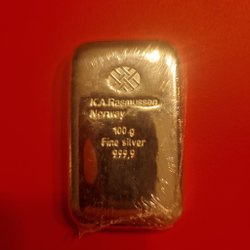 K.A.Rasmussen
Norway
100 g
Fine silver
999,9